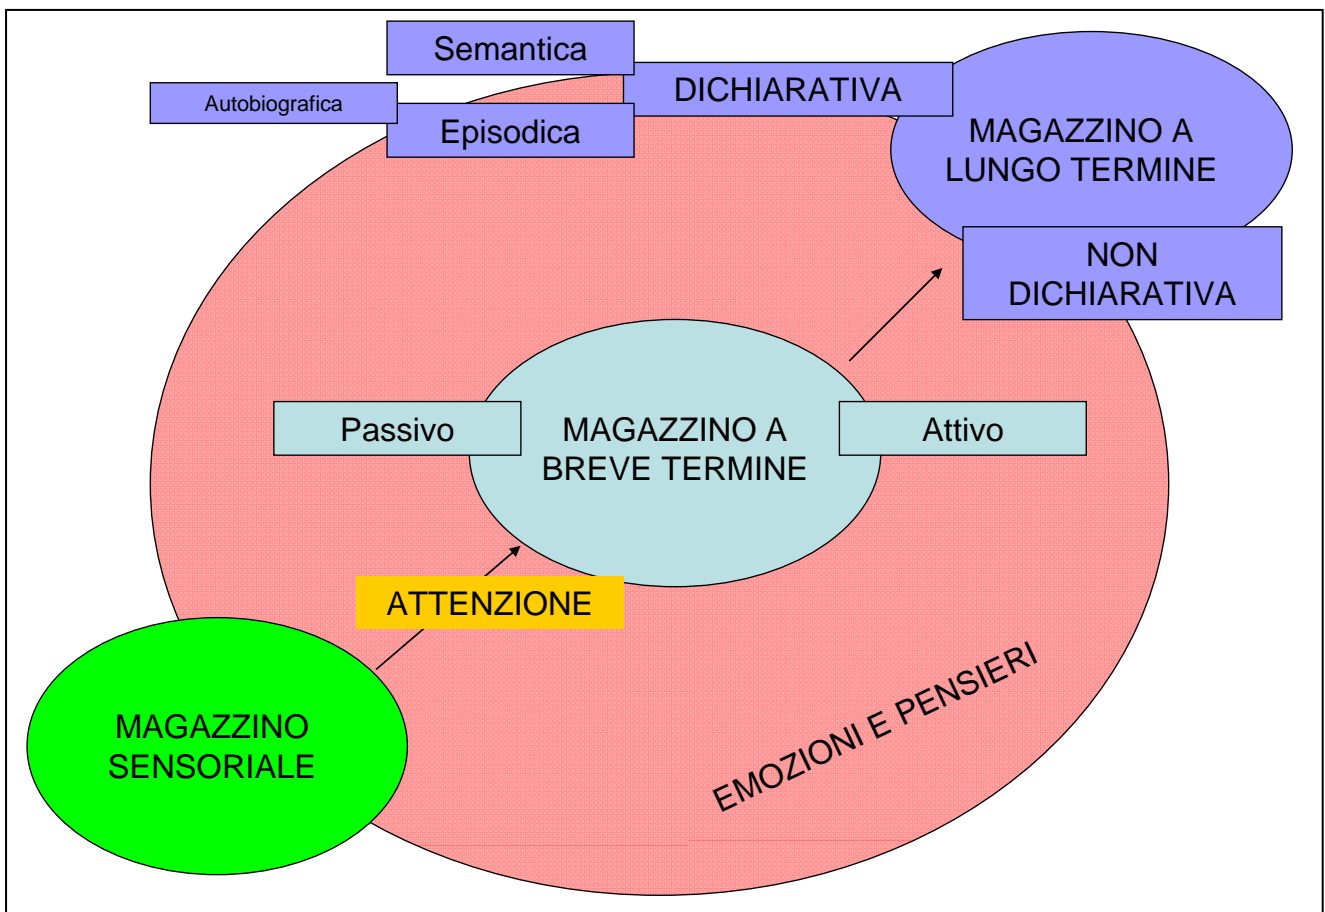 Semantica
DICHIARATIVA
Autobiografica
Episodica
MAGAZZINO A
LUNGO TERMINE
NON
DICHIARATIVA
Passivo
MAGAZZINO A
BREVE TERMINE
Attivo
ATTENZIONE
MAGAZZINO
SENSORIALE
EMOZIONI E PENSIERI